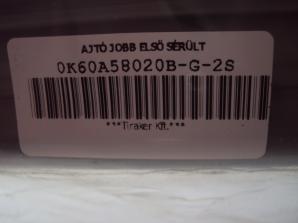 AJTÓ JOBB ELSŐ SÉRÜLT
0K60A58020B-G-2S
***Tiraker Kft.***